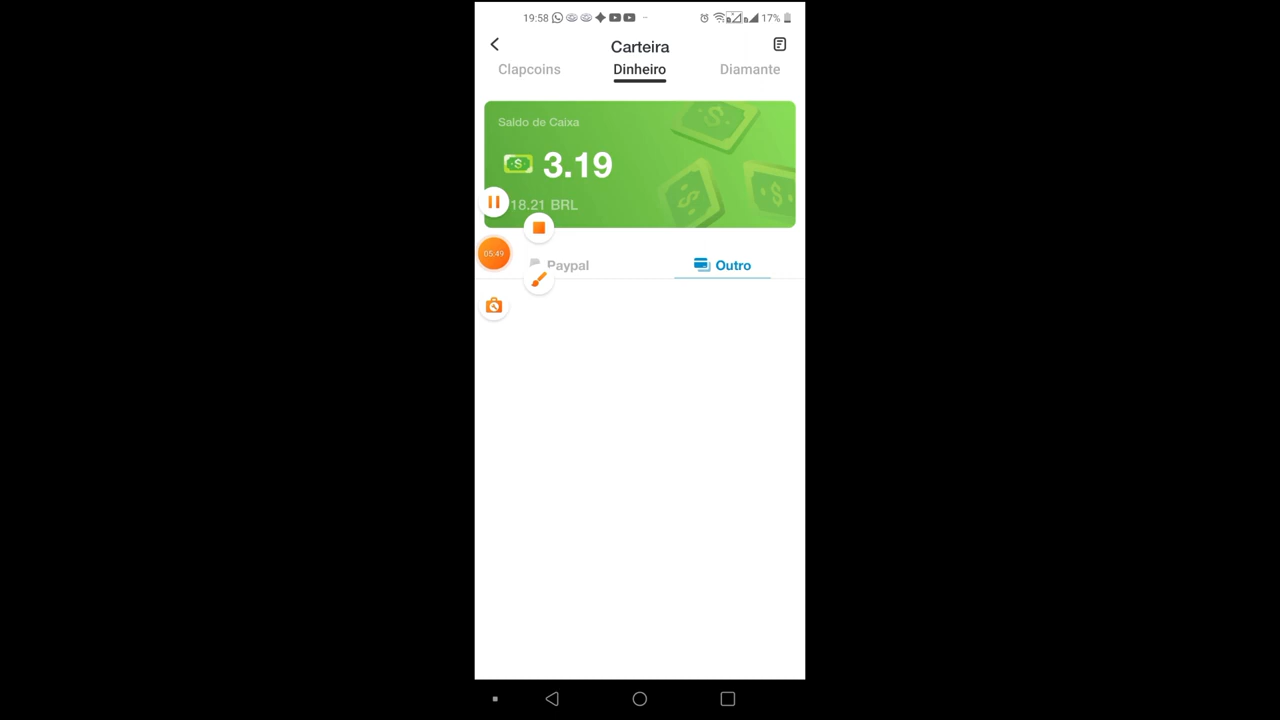 19:58 17%
Carteira
Clapcoins Dinheiro Diamante
Saldo de Caixa
3.19
18.21 BRL
05:49
Paypal Outro